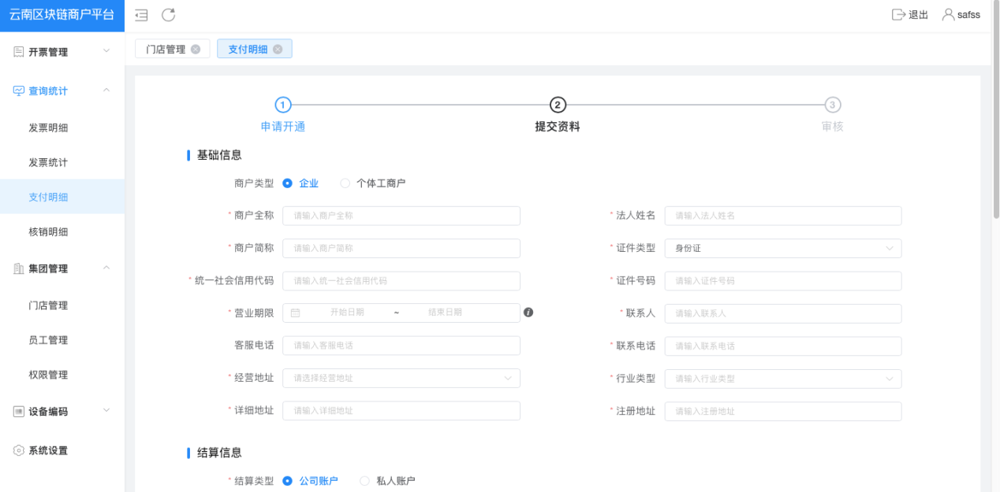 云南区块链商户平台
退出 safss
开票管理
查询统计
发票明细
发票统计
支付明细
核销明细
集团管理
门店管理
员工管理
权限管理
设备编码
系统设置
门店管理 支付明细
1 2 3
申请开通 提交资料 审核
基础信息
商户类型 企业 个体工商户
* 商户全称 请输入商户全称 * 法人姓名 请输入法人姓名
* 商户简称 请输入商户简称 * 证件类型 身份证
* 统一社会信用代码 请输入统一社会信用代码 * 证件号码 请输入证件号码
* 营业期限 开始日期 ~ 结束日期 i * 联系人 请输入联系人
客服电话 请输入客服电话 * 联系电话 请输入联系电话
* 经营地址 请选择经营地址 * 行业类型 请输入行业类型
* 详细地址 请输入详细地址 * 注册地址 请输入注册地址
结算信息
* 结算类型 公司账户 私人账户